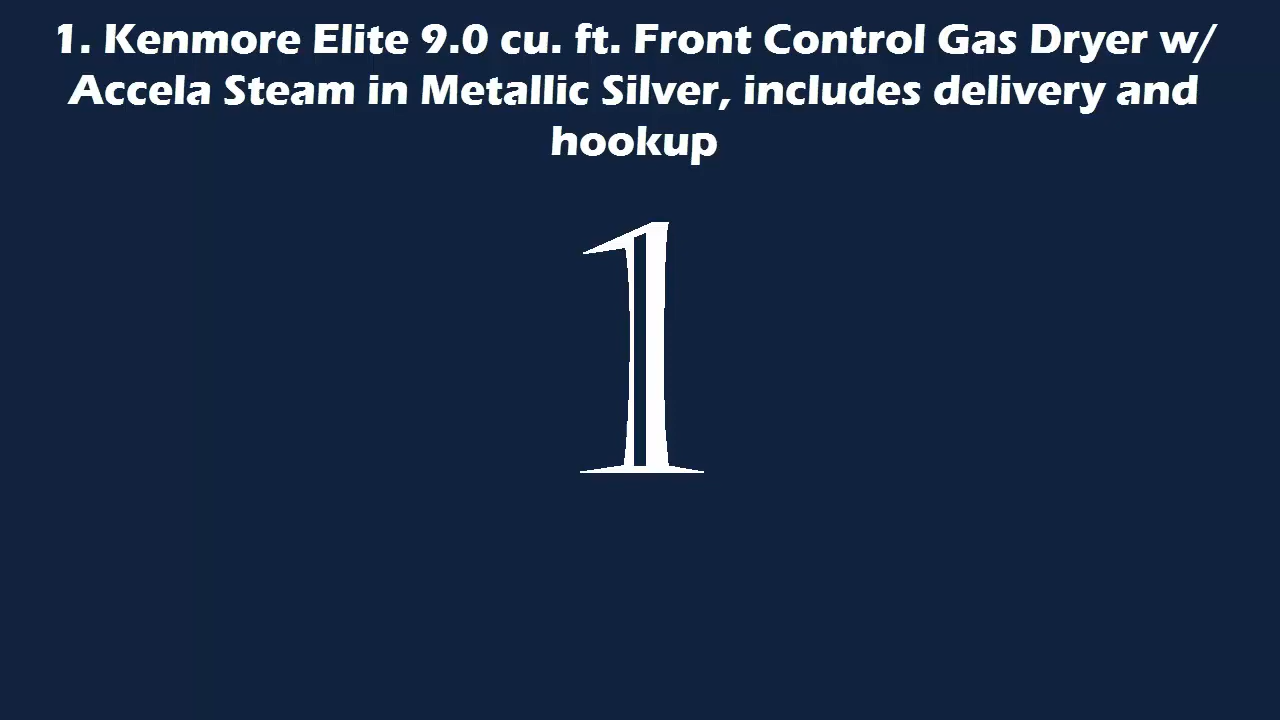 1. Kenmore Elite 9.0 cu. ft. Front Control Gas Dryer w/
Accela Steam in Metallic Silver, includes delivery and
hookup
1